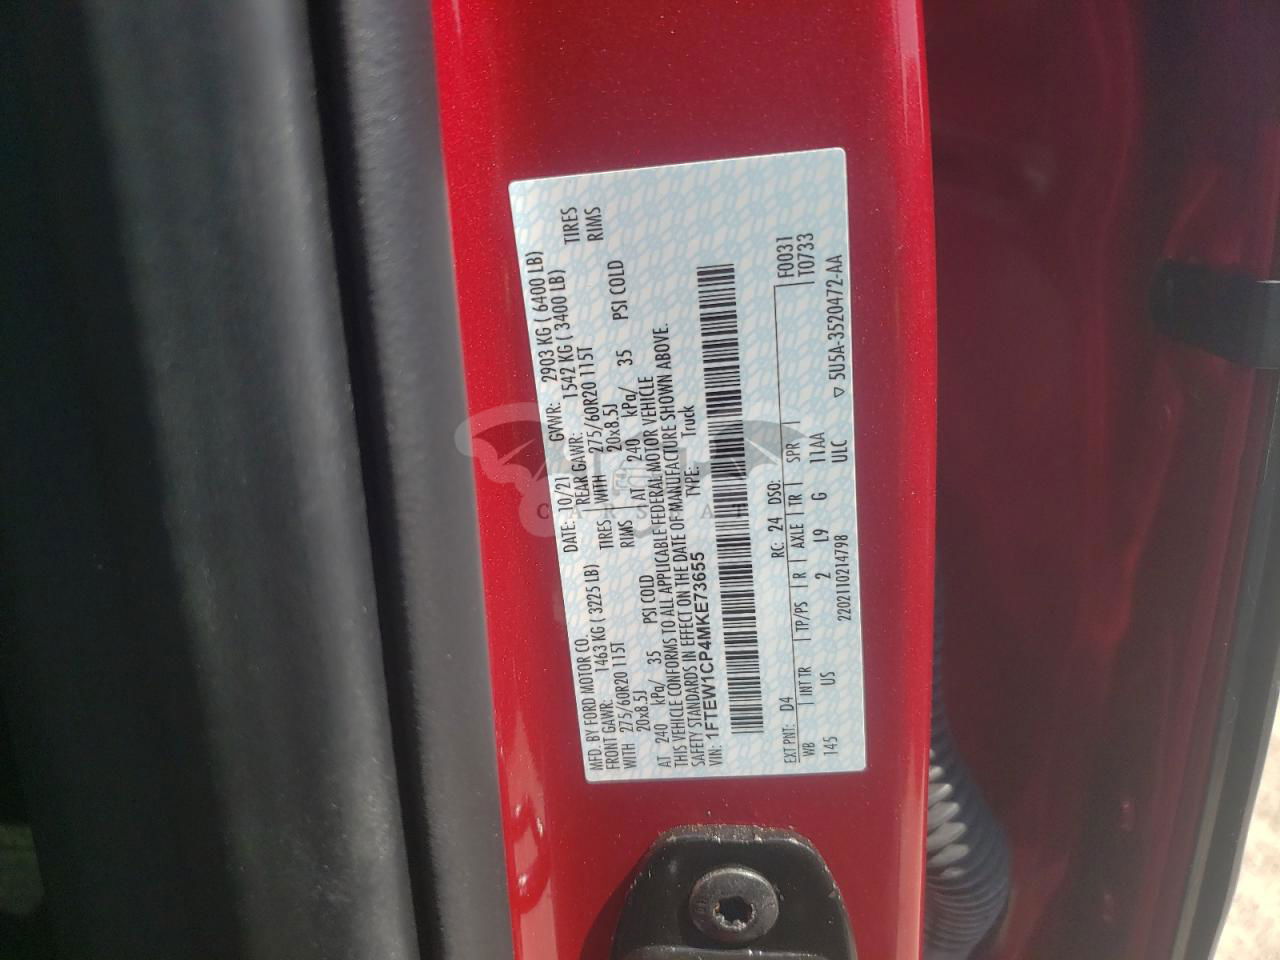 MFD. BY FORD MOTOR CO. DATE: 10/21 GVWR: 2903 KG ( 6400 LB)
FRONT GAWR: 1463 KG ( 3225 LB) REAR GAWR: 1542 KG ( 3400 LB)
WITH 275/60R20 115T TIRES WITH 275/60R20 115T TIRES
20x8.5J RIMS 20x8.5J RIMS
AT 240 kPa/ 35 PSI COLD AT 240 kPa/ 35 PSI COLD
THIS VEHICLE CONFORMS TO ALL APPLICABLE FEDERAL MOTOR VEHICLE
SAFETY STANDARDS IN EFFECT ON THE DATE OF MANUFACTURE SHOWN ABOVE.
VIN: 1FTEW1CP4MKE73655 TYPE: Truck
EXT PNT: D4 RC: 24 DSO: F0031
WB INT TR TP/PS R AXLE TR SPR T0733
145 US 2 L9 G 11AA
2202110214798 ULC ▽ 5U5A-3520472-AA